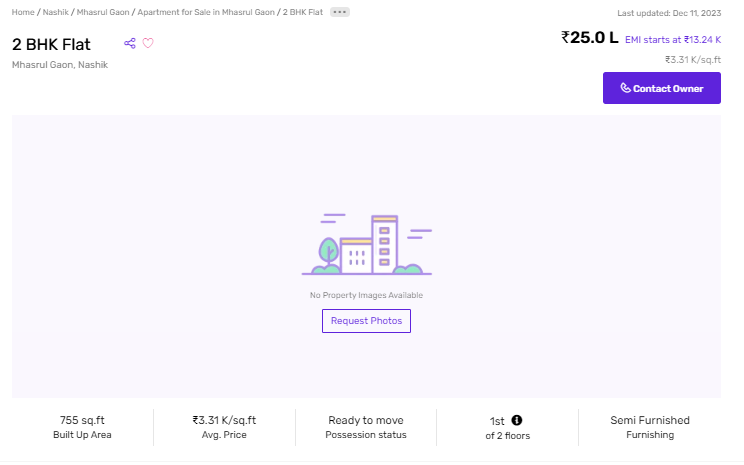 Home / Nashik / Mhasrul Gaon / Apartment for Sale in Mhasrul Gaon / 2 BHK Flat
Last updated: Dec 11, 2023
2 BHK Flat
₹25.0 L EMI starts at ₹13.24 K
Mhasrul Gaon, Nashik
₹3.31 K/sq.ft
Contact Owner
No Property Images Available
Request Photos
755 sq.ft
Built Up Area
₹3.31 K/sq.ft
Avg. Price
Ready to move
Possession status
1st
of 2 floors
Semi Furnished
Furnishing